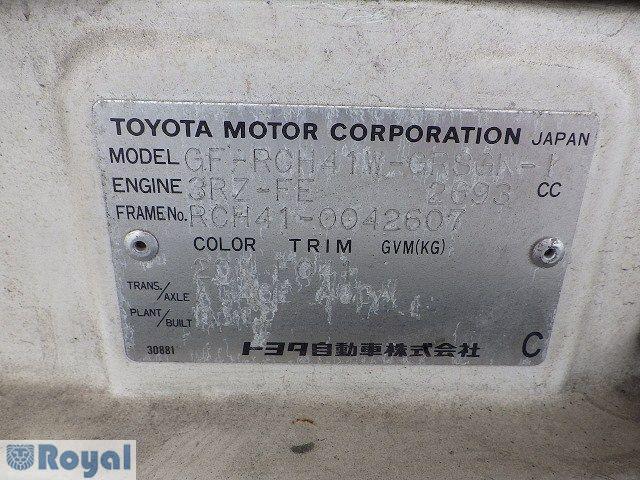 TOYOTA MOTOR CORPORATION JAPAN
MODEL GF-RCH41W-GRSGK-1
ENGINE 3RZ-FE 2693 CC
FRAME No. RCH41-0042607
COLOR TRIM GVM(KG)
TRANS./AXLE
PLANT/BUILT
30881 トヨタ自動車株式会社 C
Royal